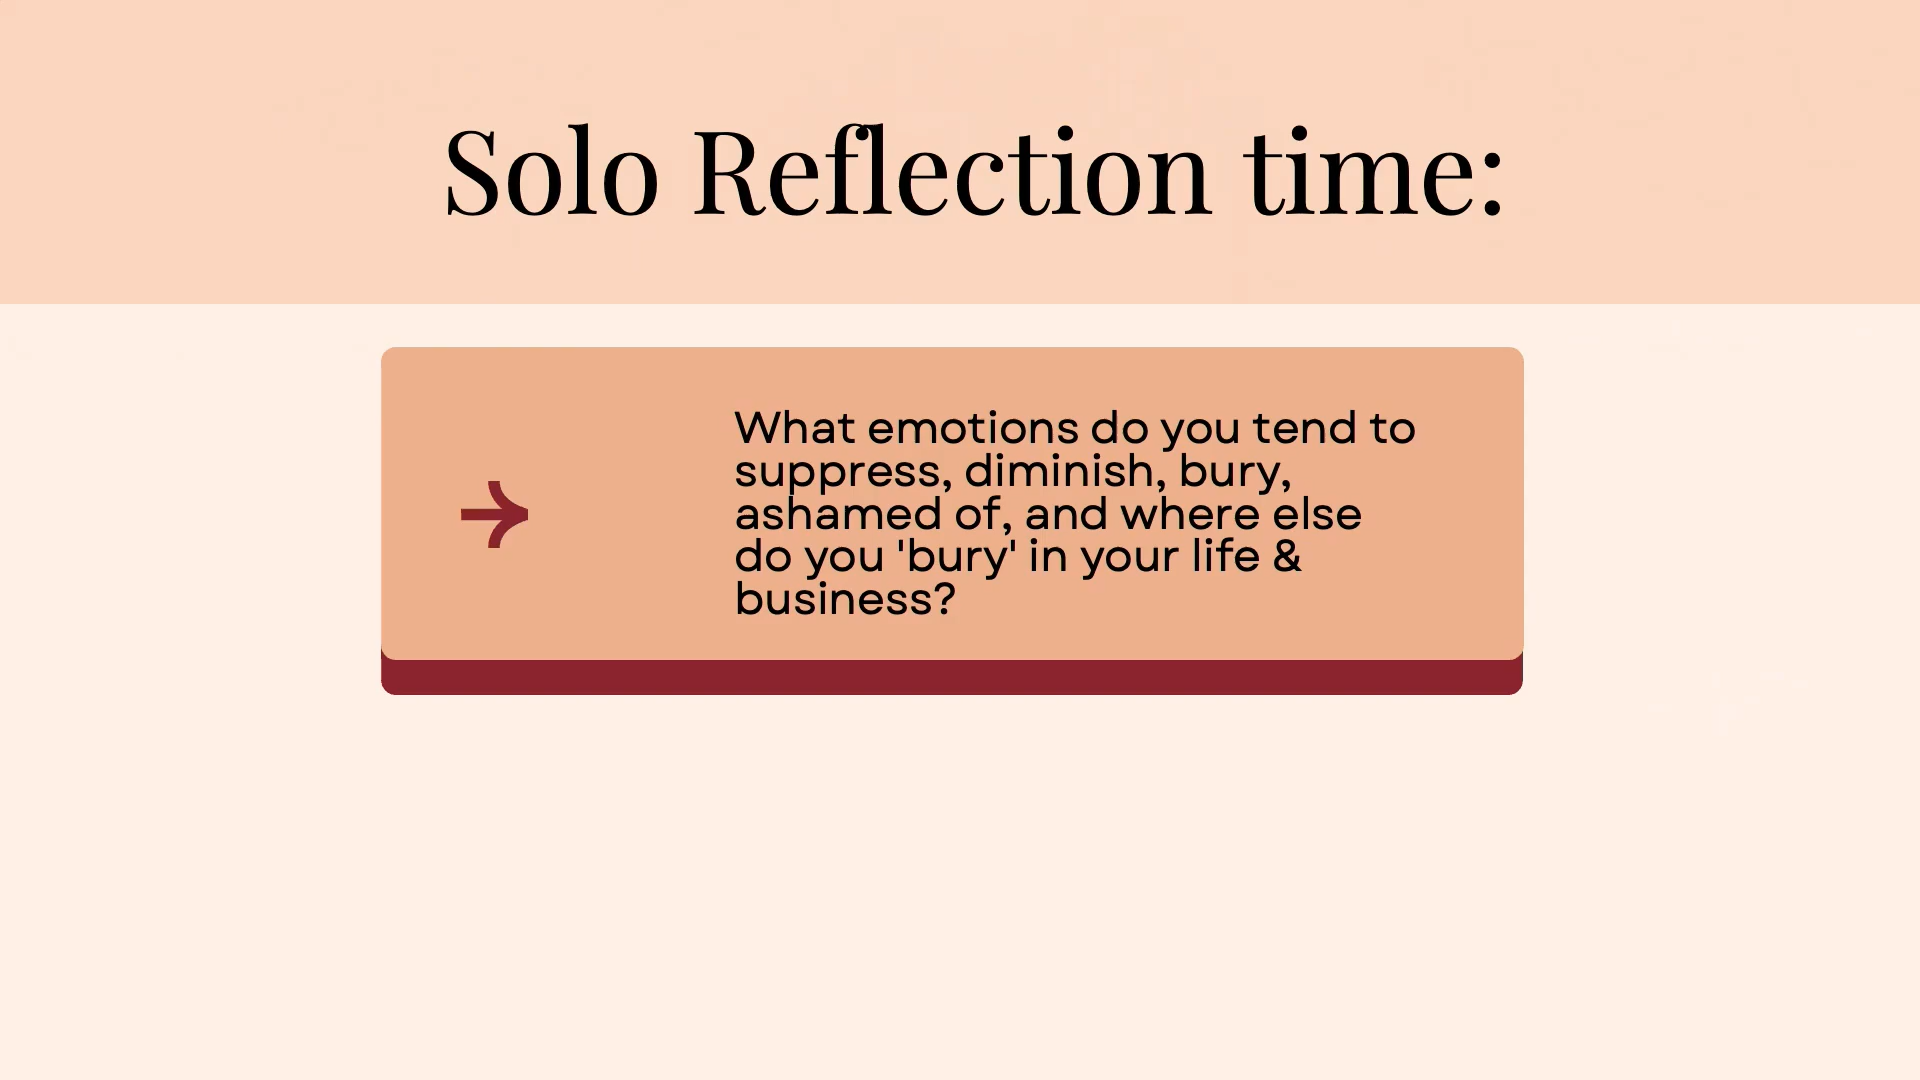 Solo Reflection time:
What emotions do you tend to
suppress, diminish, bury,
ashamed of, and where else
do you 'bury' in your life &
business?